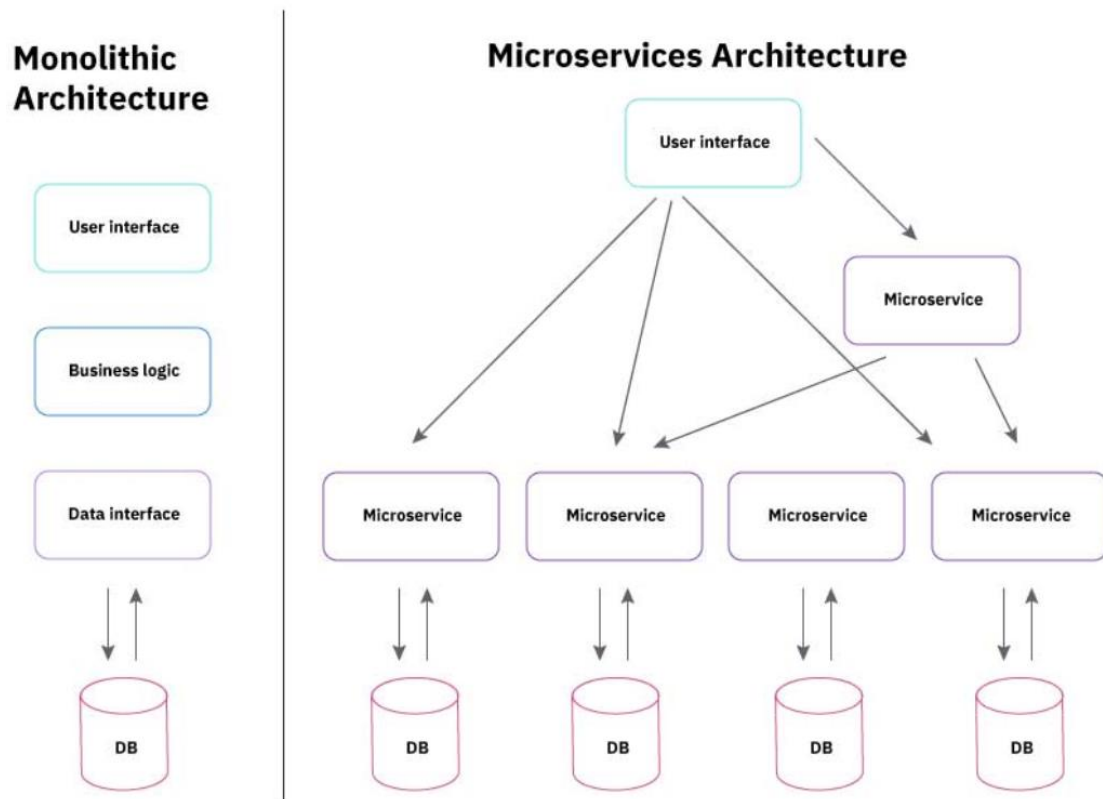 Monolithic
Architecture
User interface
Business logic
Data interface
DB
Microservices Architecture
User interface
Microservice
Microservice
Microservice
Microservice
Microservice
DB
DB
DB
DB